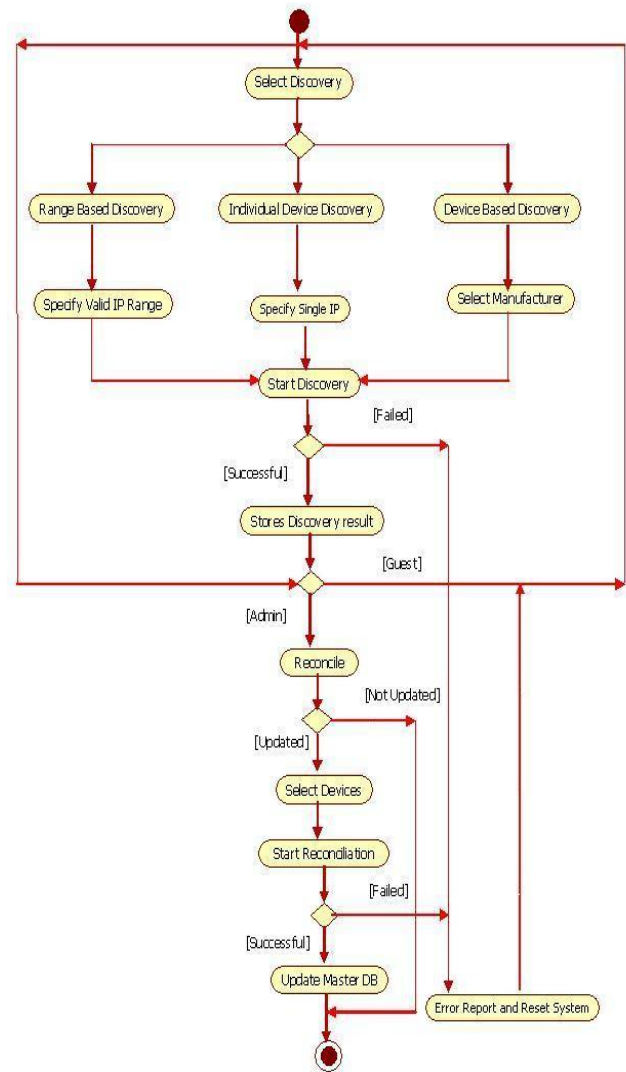 Select Discovery
Range Based Discovery
Individual Device Discovery
Device Based Discovery
Specify Valid IP Range
Specify Single IP
Select Manufacturer
Start Discovery
[Failed]
[Successful]
Stores Discovery result
[Guest]
[Admin]
Reconcile
[Not Updated]
[Updated]
Select Devices
Start Reconciliation
[Failed]
[Successful]
Update Master DB
Error Report and Reset System